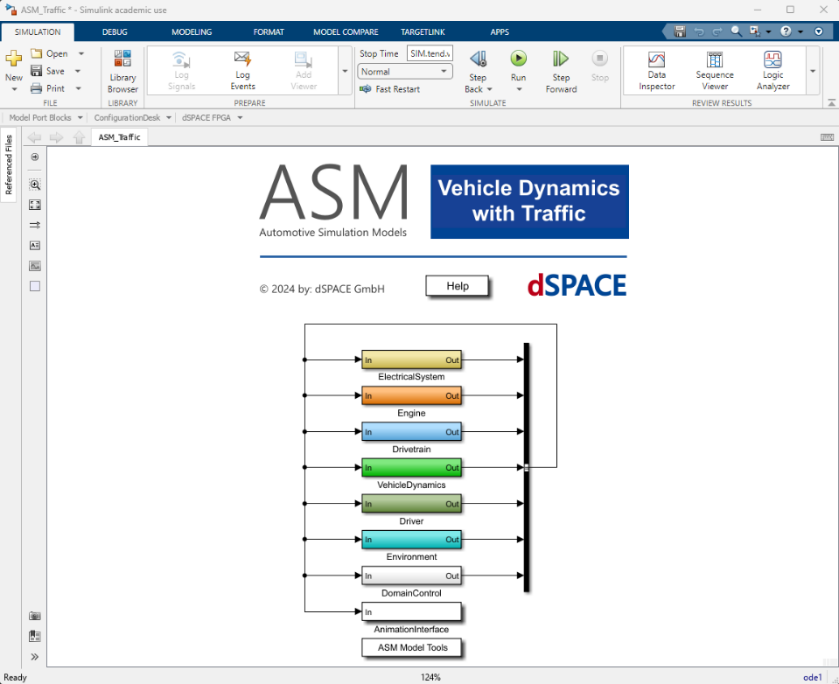 ASM_Traffic * - Simulink academic use
SIMULATION DEBUG MODELING FORMAT MODEL COMPARE TARGETLINK APPS
New
Open
Save
Print
FILE
Library
Browser
LIBRARY
Log
Signals
Log
Events
Add
Viewer
PREPARE
Stop Time SIM.tend.v
Normal
Fast Restart
Step
Back
Run
Step
Forward
Stop
SIMULATE
Data
Inspector
Sequence
Viewer
Logic
Analyzer
REVIEW RESULTS
Model Port Blocks ConfigurationDesk dSPACE FPGA
Referenced Files
ASM_Traffic
ASM
Automotive Simulation Models
Vehicle Dynamics
with Traffic
© 2024 by: dSPACE GmbH
Help
dSPACE
In Out
ElectricalSystem
In Out
Engine
In Out
Drivetrain
In Out
VehicleDynamics
In Out
Driver
In Out
Environment
In Out
DomainControl
In
AnimationInterface
ASM Model Tools
Ready 124% ode1